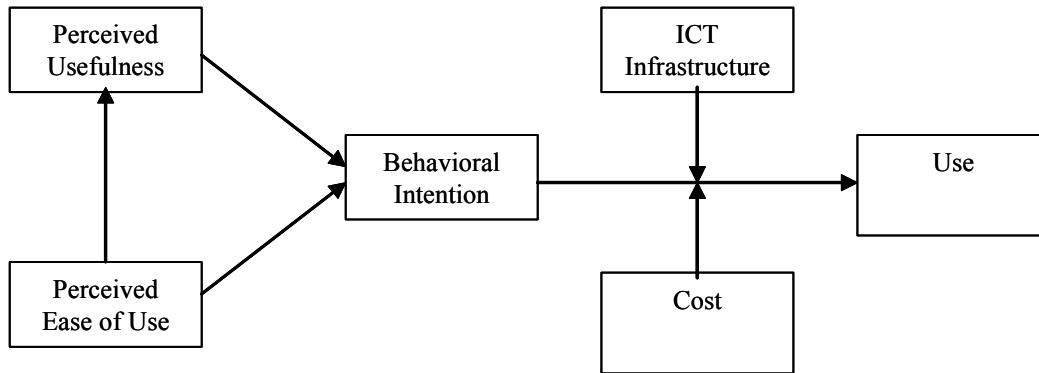 Perceived
Usefulness
ICT
Infrastructure
Behavioral
Intention
Use
Perceived
Ease of Use
Cost